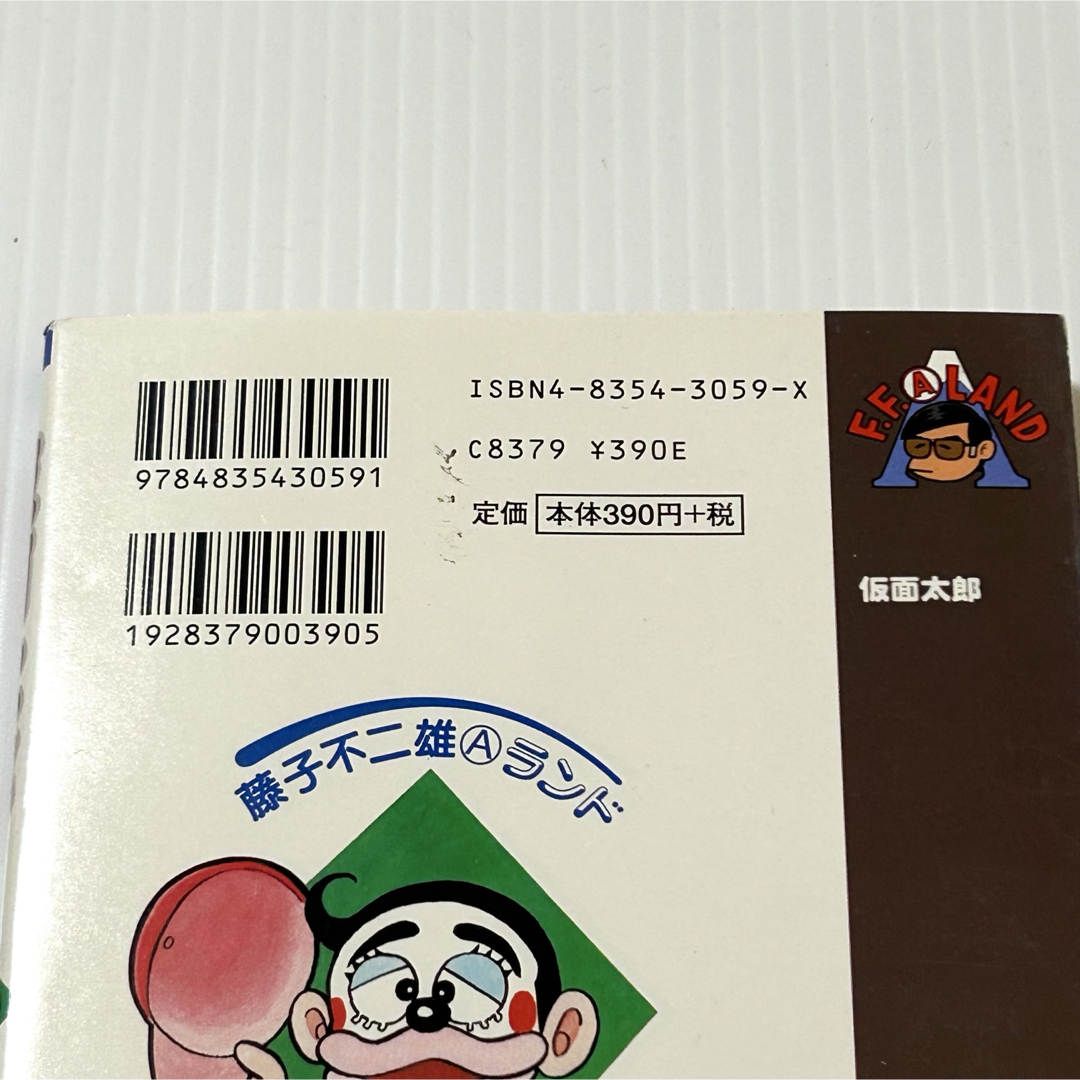 ISBN4-8354-3059-X
9784835430591
C8379 ¥390E
定価 本体390円+税
1928379003905
F.F.Ⓐ LAND
仮面太郎
藤子不二雄Ⓐランド